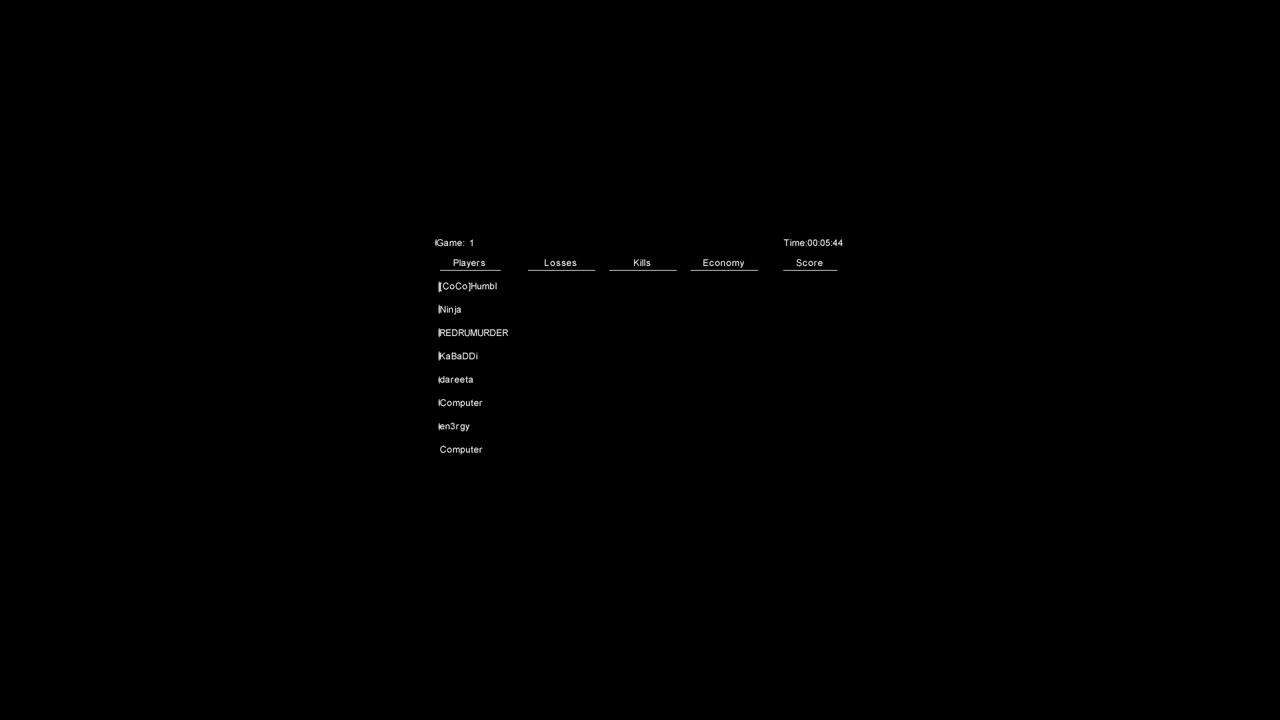 Game: 1 Time:00:05:44
Players Losses Kills Economy Score
[CoCo]Humbl
Ninja
REDRUMURDER
KaBaDDi
dareeta
Computer
en3rgy
Computer